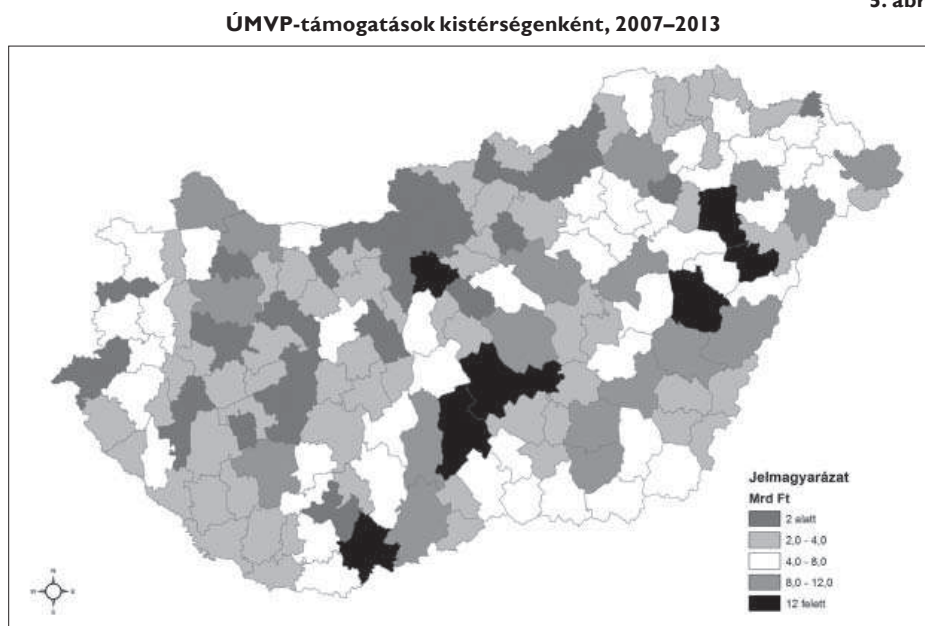 5. ábr
ÚMVP-támogatások kistérségenként, 2007–2013
Jelmagyarázat
Mrd Ft
2 alatt
2,0 - 4,0
4,0 - 8,0
8,0 - 12,0
12 felett
N
W
E
S